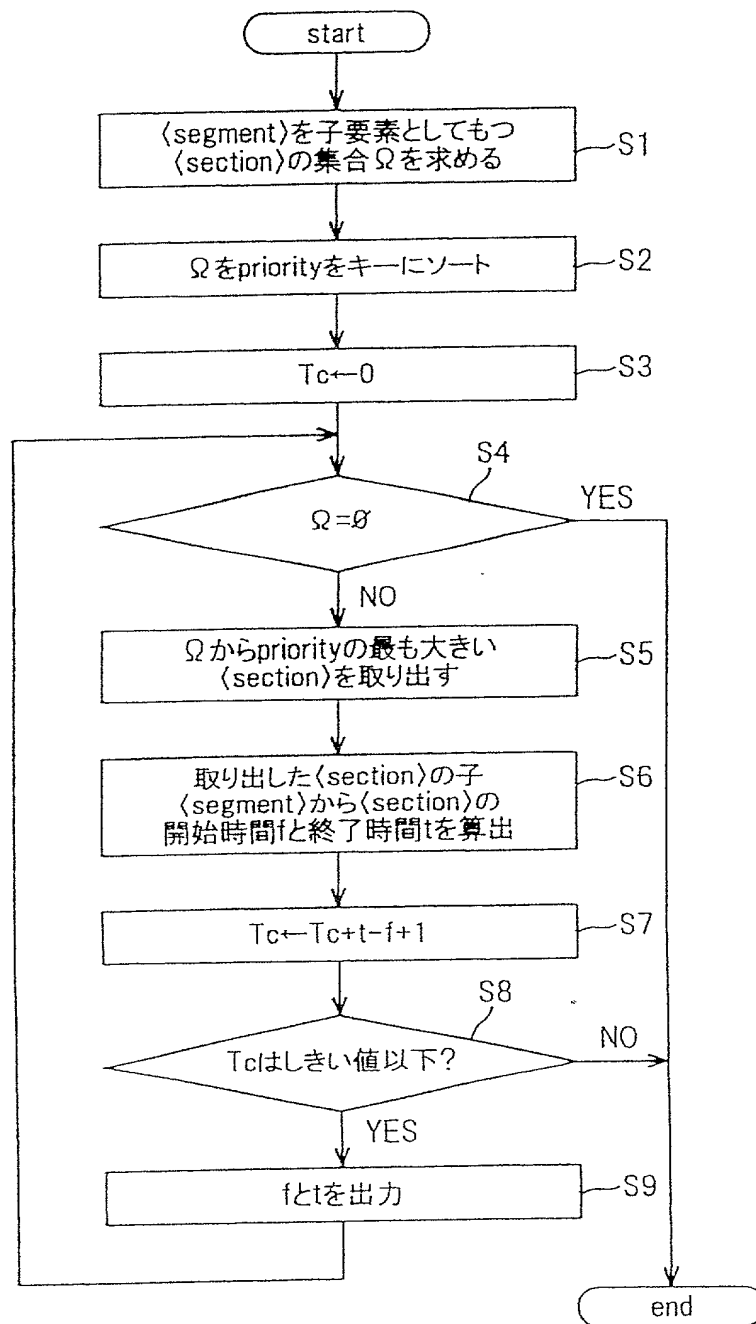 start
〈segment〉を子要素としてもつ
〈section〉の集合Ωを求める
S1
Ωをpriorityをキーにソート
S2
Tc←0
S3
S4
Ω=ø
YES
NO
Ωからpriorityの最も大きい
〈section〉を取り出す
S5
取り出した〈section〉の子
〈segment〉から〈section〉の
開始時間fと終了時間tを算出
S6
Tc←Tc+t-f+1
S7
S8
Tcはしきい値以下?
NO
YES
fとtを出力
S9
end